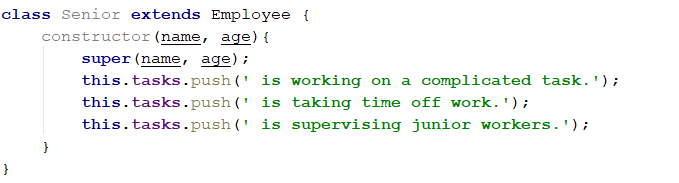 class Senior extends Employee {
    constructor(name, age){
        super(name, age);
        this.tasks.push(' is working on a complicated task.');
        this.tasks.push(' is taking time off work.');
        this.tasks.push(' is supervising junior workers.');
    }
}